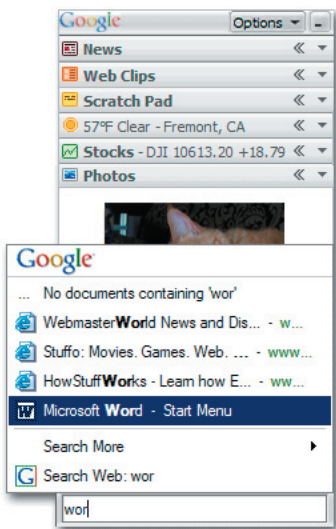 Google Options
News
Web Clips
Scratch Pad
57°F Clear - Fremont, CA
Stocks - DJI 10613.20 +18.79
Photos
Google
... No documents containing 'wor'
WebmasterWorld News and Dis... - w...
Stuffo: Movies. Games. Web. .... - www...
HowStuffWorks - Learn how E... - ww...
Microsoft Word - Start Menu
Search More
Search Web: wor
wor